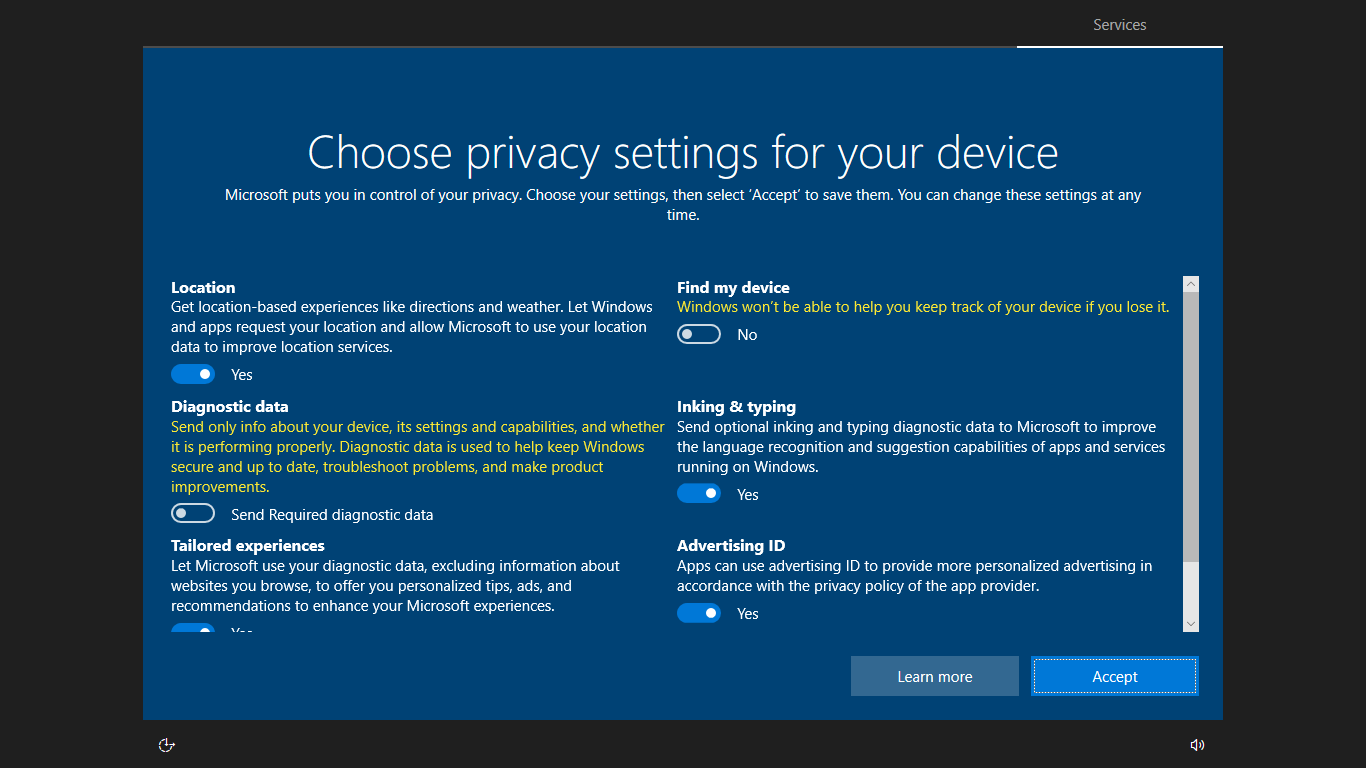 Services
Choose privacy settings for your device
Microsoft puts you in control of your privacy. Choose your settings, then select ‘Accept’ to save them. You can change these settings at any
time.
Location
Get location-based experiences like directions and weather. Let Windows
and apps request your location and allow Microsoft to use your location
data to improve location services.
Yes
Find my device
Windows won’t be able to help you keep track of your device if you lose it.
No
Diagnostic data
Send only info about your device, its settings and capabilities, and whether
it is performing properly. Diagnostic data is used to help keep Windows
secure and up to date, troubleshoot problems, and make product
improvements.
Send Required diagnostic data
Inking & typing
Send optional inking and typing diagnostic data to Microsoft to improve
the language recognition and suggestion capabilities of apps and services
running on Windows.
Yes
Tailored experiences
Let Microsoft use your diagnostic data, excluding information about
websites you browse, to offer you personalized tips, ads, and
recommendations to enhance your Microsoft experiences.
Yes
Advertising ID
Apps can use advertising ID to provide more personalized advertising in
accordance with the privacy policy of the app provider.
Yes
Learn more
Accept